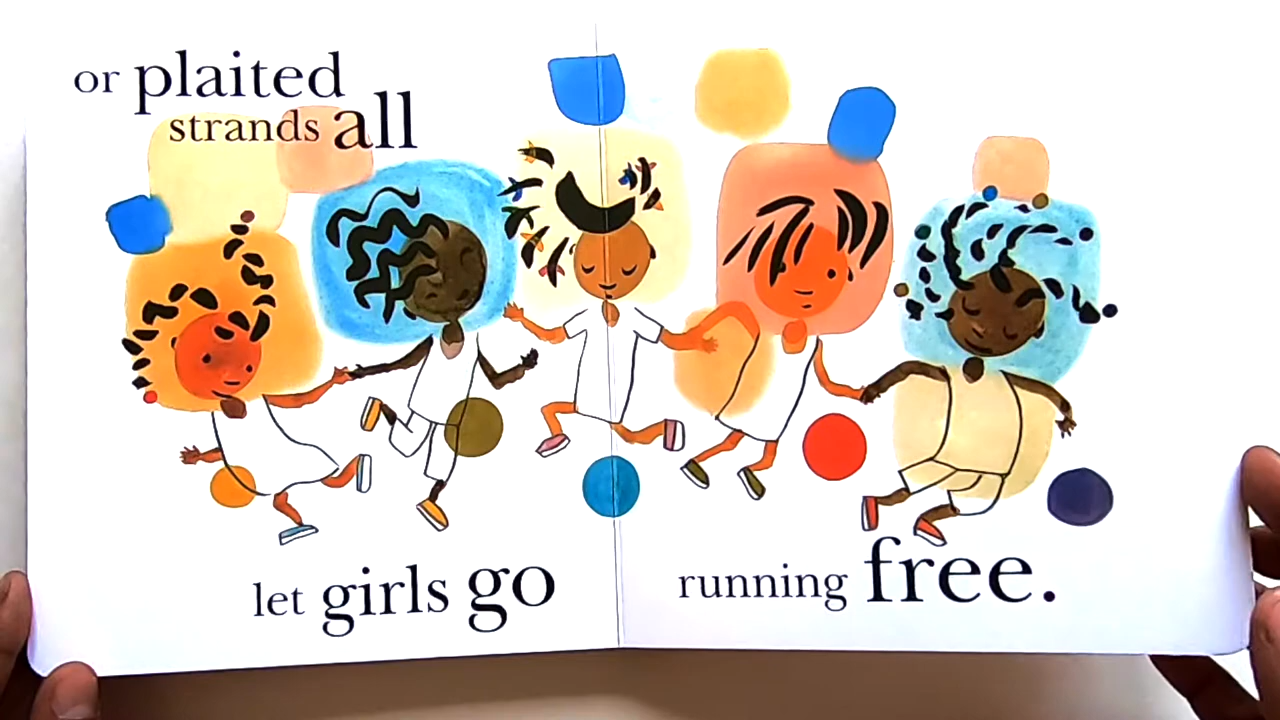 or plaited
strands all
let girls go
running free.